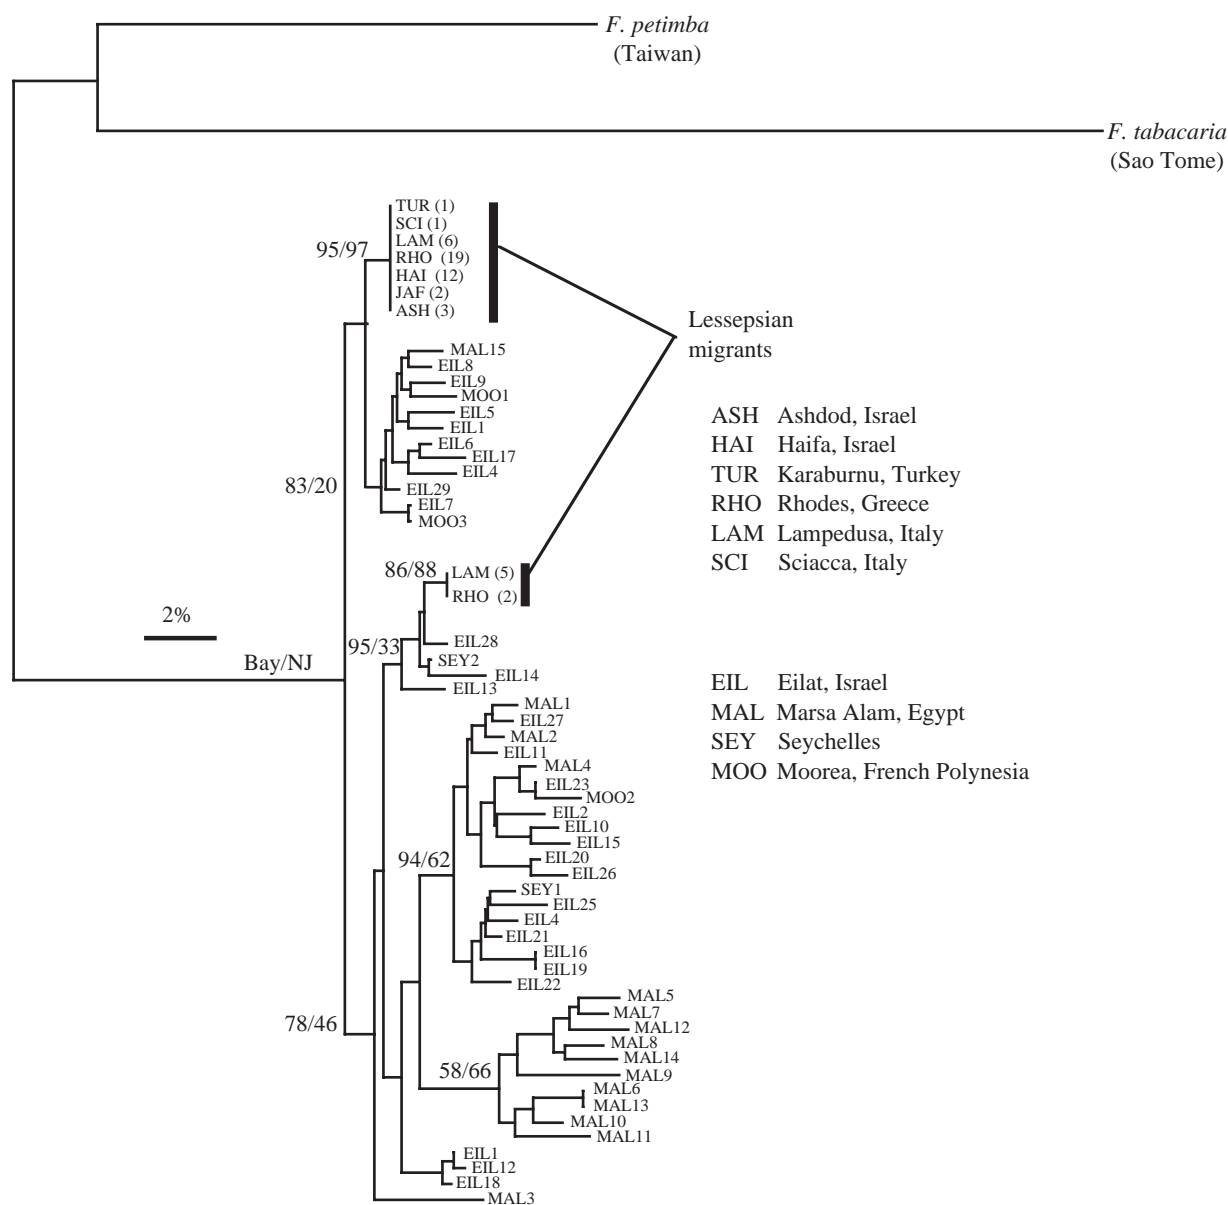 F. petimba
(Taiwan)
F. tabacaria
(Sao Tome)
TUR (1)
SCI (1)
95/97
LAM (6)
RHO (19)
HAI (12)
JAF (2)
ASH (3)
Lessepsian
migrants
MAL15
EIL8
EIL9
MOO1
EIL5
EIL1
EIL6
EIL17
EIL4
83/20
EIL29
EIL7
MOO3
ASH Ashdod, Israel
HAI Haifa, Israel
TUR Karaburnu, Turkey
RHO Rhodes, Greece
LAM Lampedusa, Italy
SCI Sciacca, Italy
86/88
LAM (5)
RHO (2)
2%
95/33
EIL28
Bay/NJ
SEY2
EIL14
EIL13
EIL Eilat, Israel
MAL Marsa Alam, Egypt
SEY Seychelles
MOO Moorea, French Polynesia
MAL1
EIL27
MAL2
EIL11
MAL4
EIL23
MOO2
EIL2
EIL10
EIL15
94/62
EIL20
EIL26
SEY1
EIL25
EIL4
EIL21
EIL16
EIL19
EIL22
MAL5
MAL7
78/46
MAL12
MAL8
MAL14
58/66
MAL9
MAL6
MAL13
MAL10
MAL11
EIL1
EIL12
EIL18
MAL3